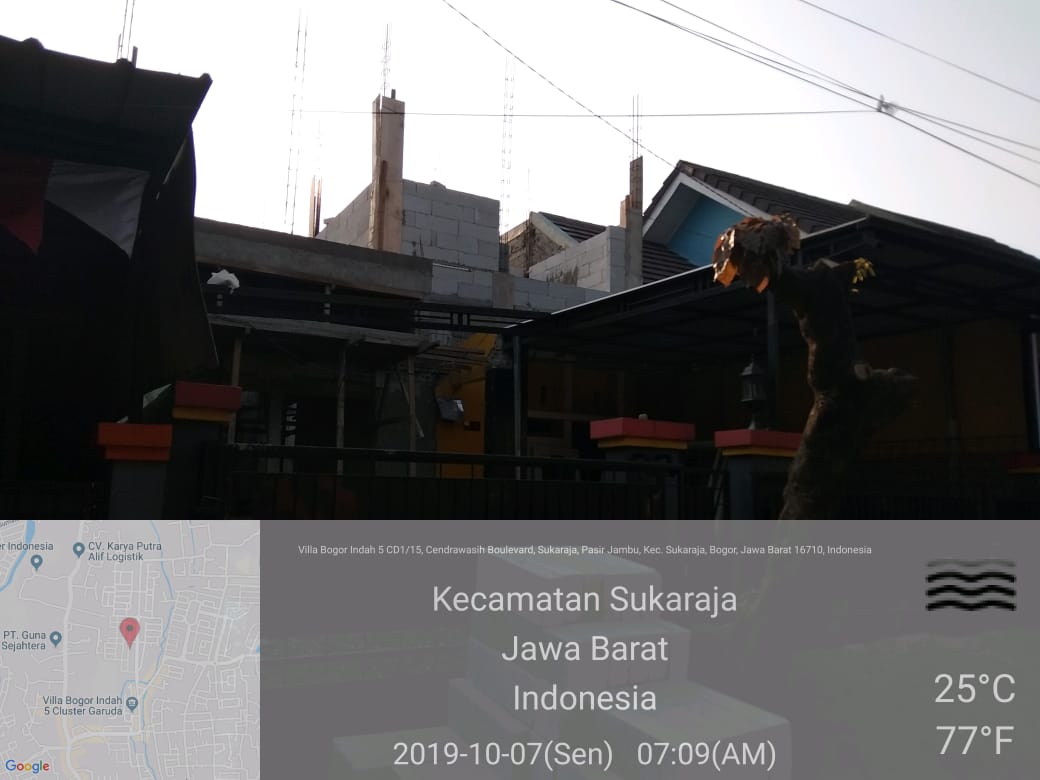 er Indonesia
CV. Karya Putra
Alif Logistik
PT. Guna
Sejahtera
Villa Bogor Indah
5 Cluster Garuda
Google
Villa Bogor Indah 5 CD1/15, Cendrawasih Boulevard, Sukaraja, Pasir Jambu, Kec. Sukaraja, Bogor, Jawa Barat 16710, Indonesia
Kecamatan Sukaraja
Jawa Barat
Indonesia
2019-10-07(Sen) 07:09(AM)
25°C
77°F